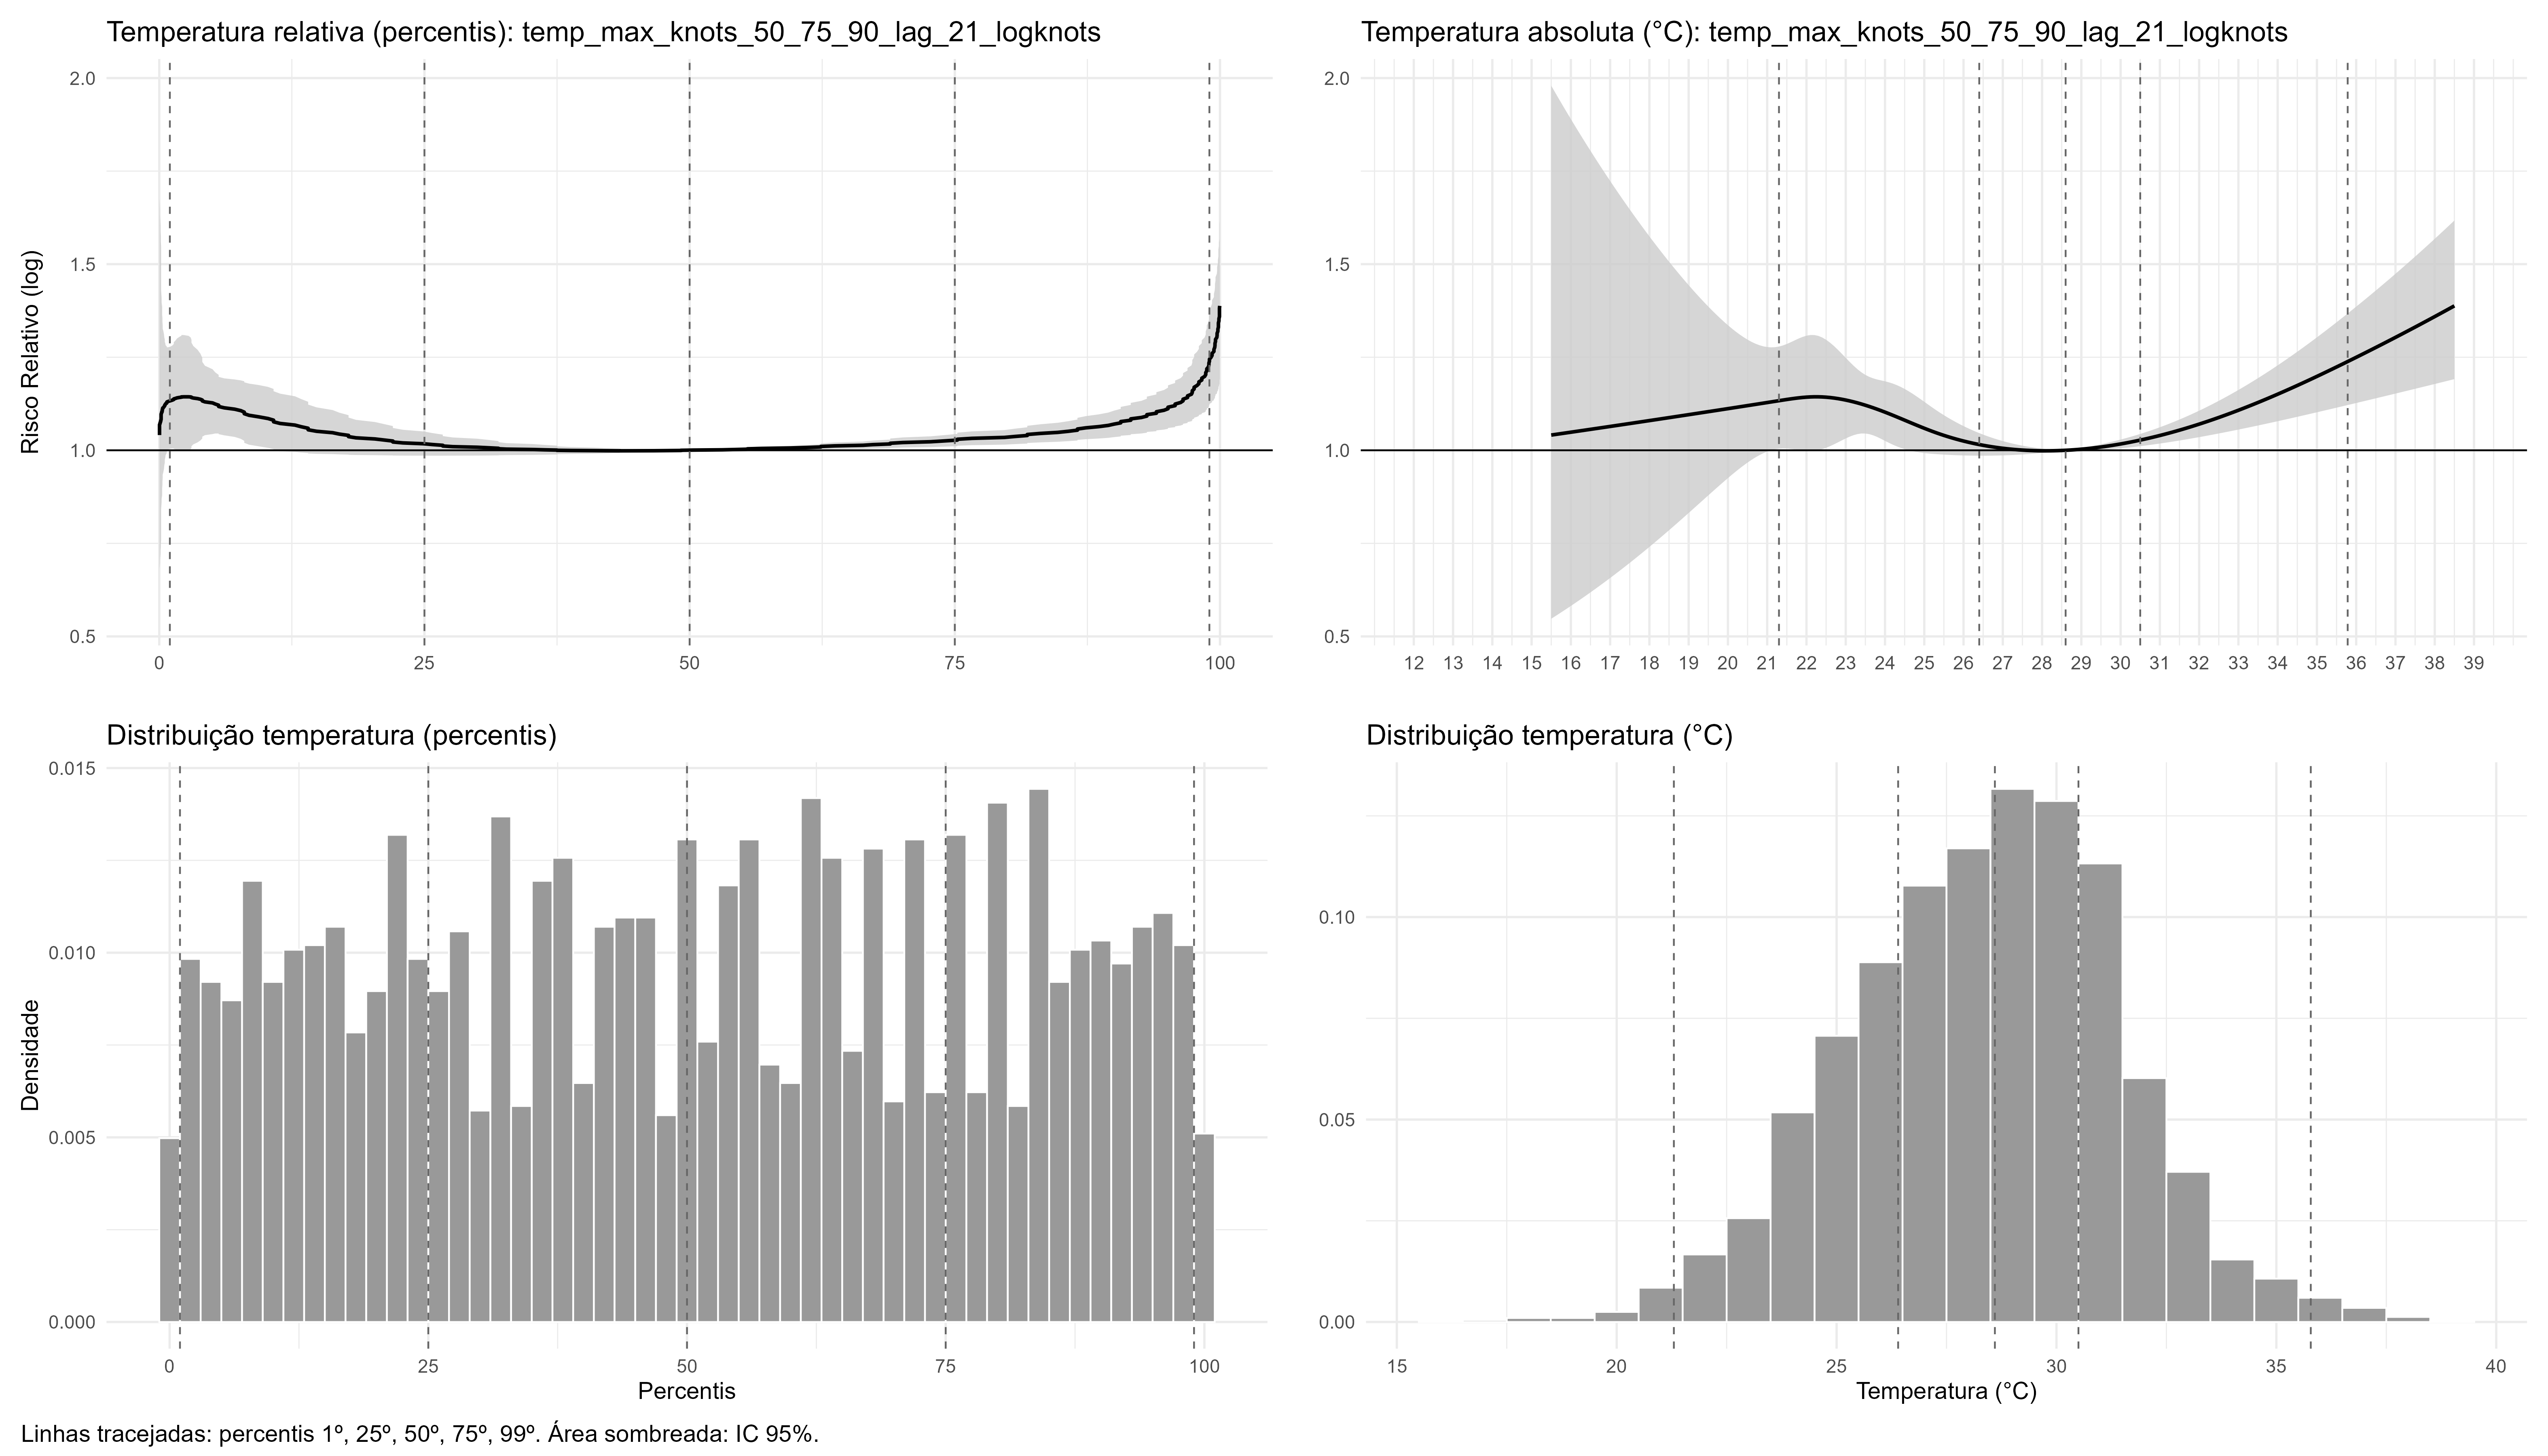 Temperatura relativa (percentis): temp_max_knots_50_75_90_lag_21_logknots
2.0
1.5
1.0
0.5
Risco Relativo (log)
0 25 50 75 100
Temperatura absoluta (°C): temp_max_knots_50_75_90_lag_21_logknots
2.0
1.5
1.0
0.5
12 13 14 15 16 17 18 19 20 21 22 23 24 25 26 27 28 29 30 31 32 33 34 35 36 37 38 39
Distribuição temperatura (percentis)
0.015
0.010
0.005
0.000
Densidade
0 25 50 75 100
Percentis
Distribuição temperatura (°C)
0.10
0.05
0.00
15 20 25 30 35 40
Temperatura (°C)
Linhas tracejadas: percentis 1º, 25º, 50º, 75º, 99º. Área sombreada: IC 95%.